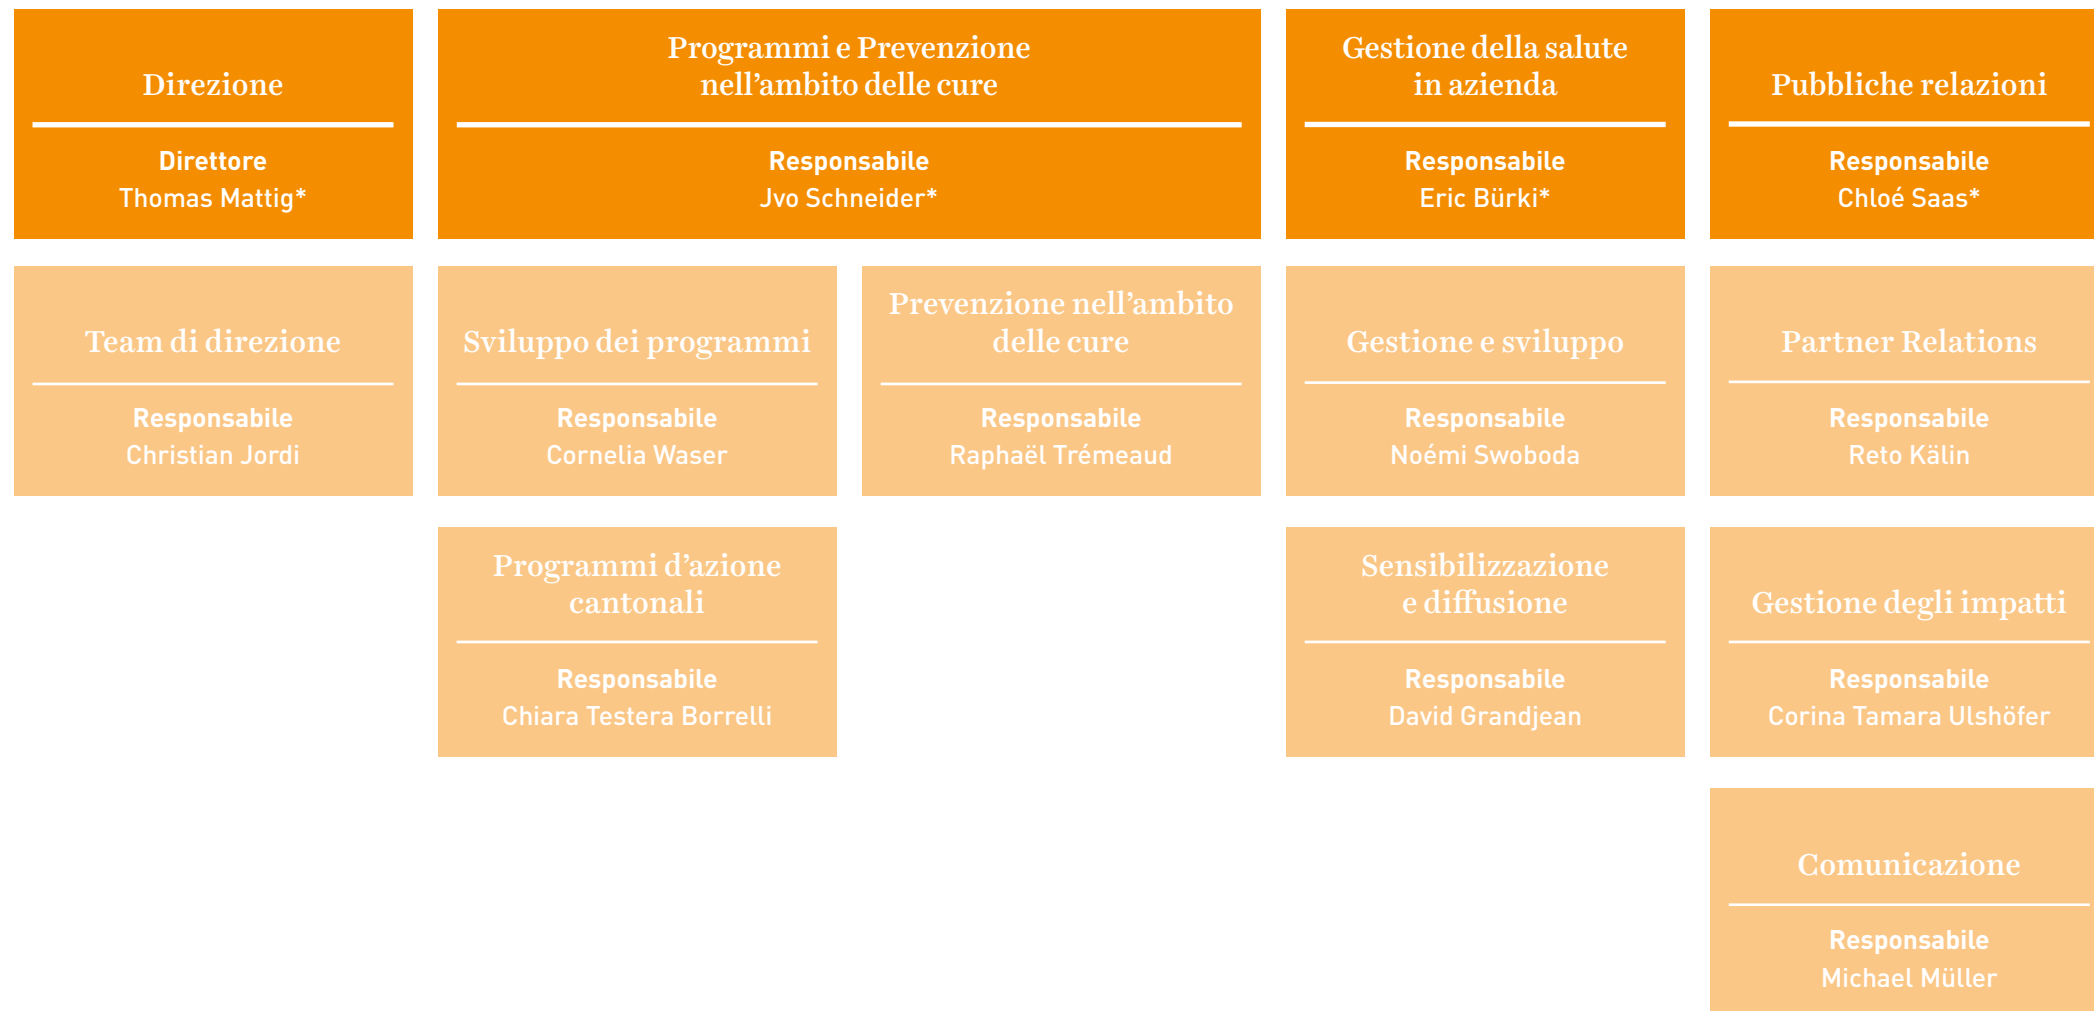 Direzione
Direttore
Thomas Mattig*
Programmi e Prevenzione
nell’ambito delle cure
Responsabile
Jvo Schneider*
Gestione della salute
in azienda
Responsabile
Eric Bürki*
Pubbliche relazioni
Responsabile
Chloé Saas*
Team di direzione
Responsabile
Christian Jordi
Sviluppo dei programmi
Responsabile
Cornelia Waser
Prevenzione nell’ambito
delle cure
Responsabile
Raphaël Trémeaud
Gestione e sviluppo
Responsabile
Noémi Swoboda
Partner Relations
Responsabile
Reto Kälin
Programmi d’azione
cantonali
Responsabile
Chiara Testera Borrelli
Sensibilizzazione
e diffusione
Responsabile
David Grandjean
Gestione degli impatti
Responsabile
Corina Tamara Ulshöfer
Comunicazione
Responsabile
Michael Müller